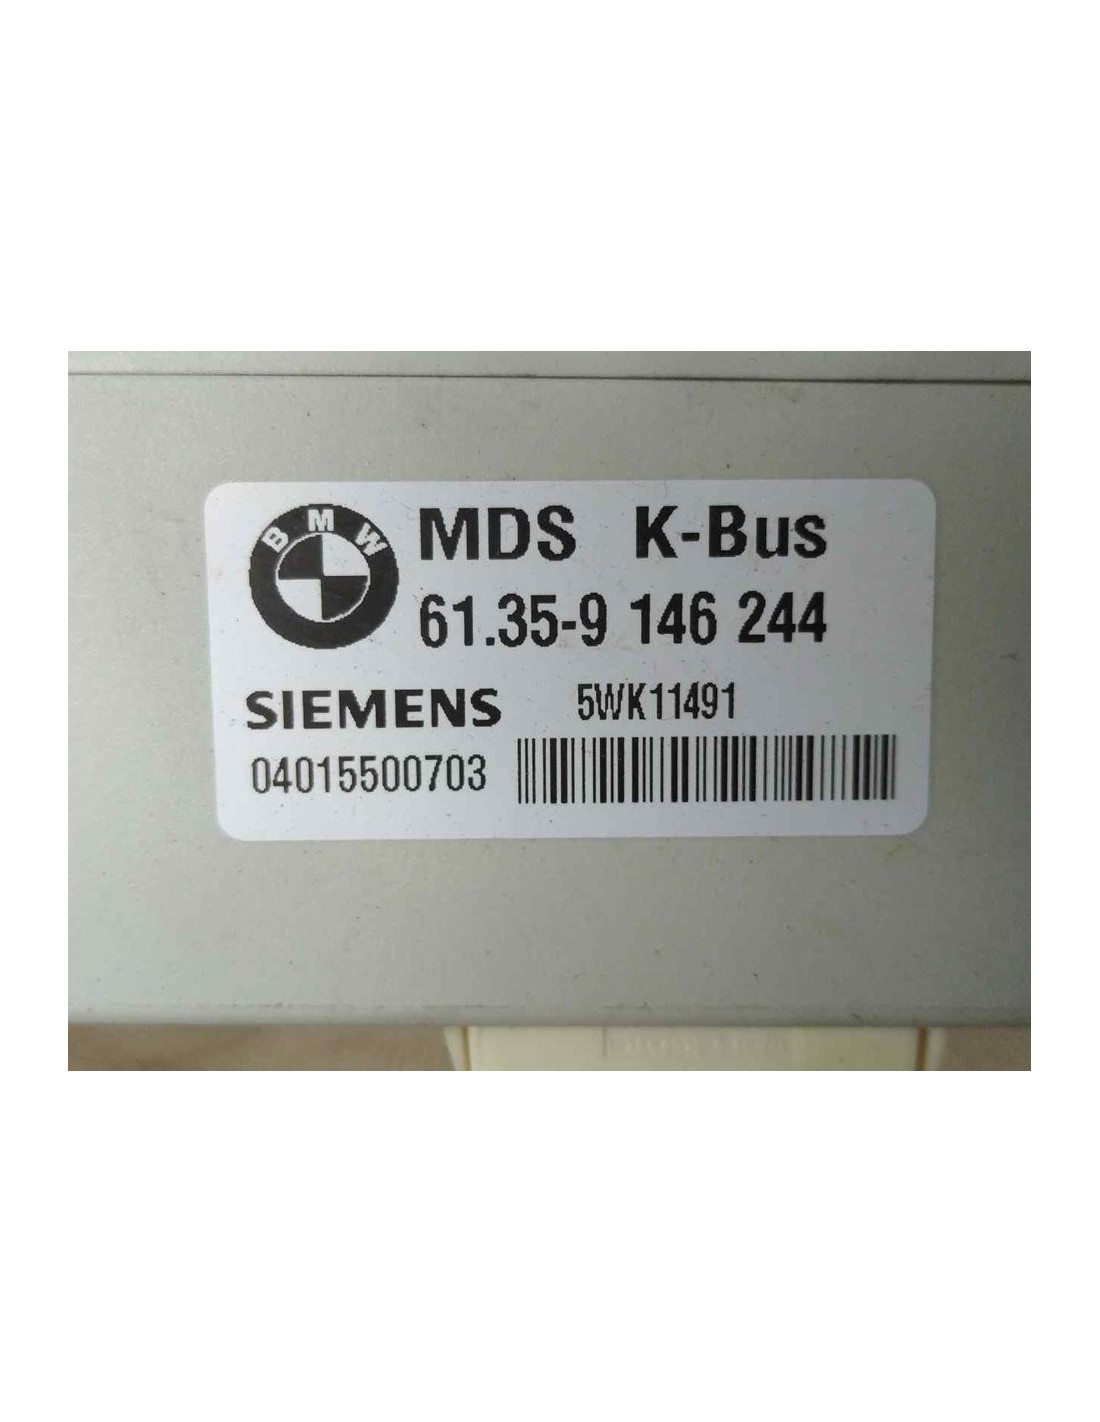 BMW
MDS K-Bus
61.35-9 146 244
SIEMENS 5WK11491
04015500703